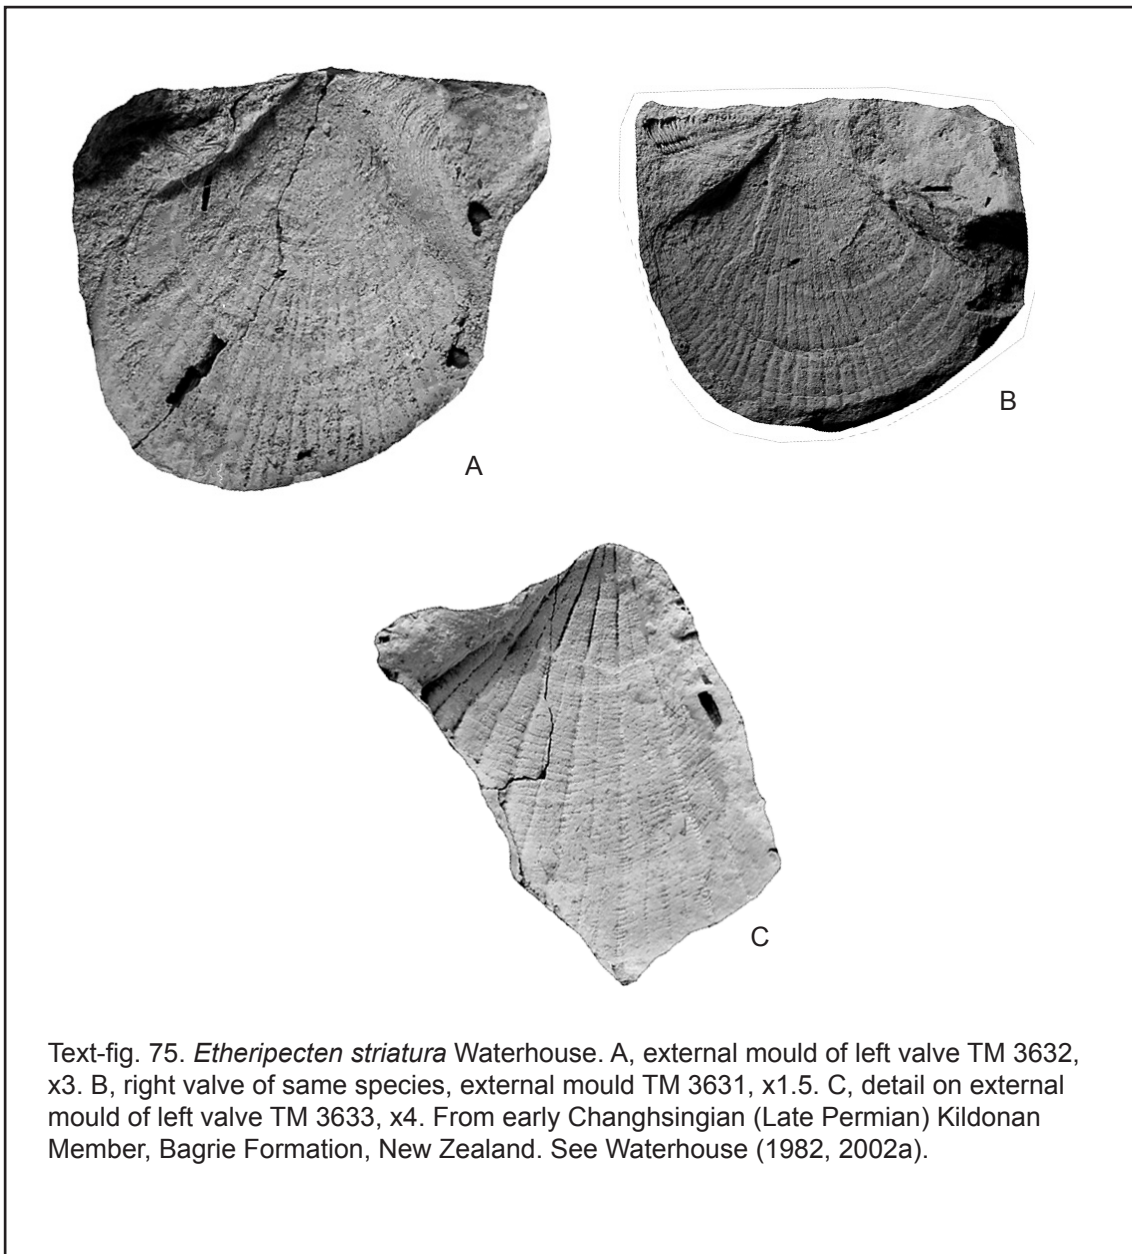 A
B
C
Text-fig. 75. Etheripecten striatura Waterhouse. A, external mould of left valve TM 3632,
x3. B, right valve of same species, external mould TM 3631, x1.5. C, detail on external
mould of left valve TM 3633, x4. From early Changhsingian (Late Permian) Kildonan
Member, Bagrie Formation, New Zealand. See Waterhouse (1982, 2002a).